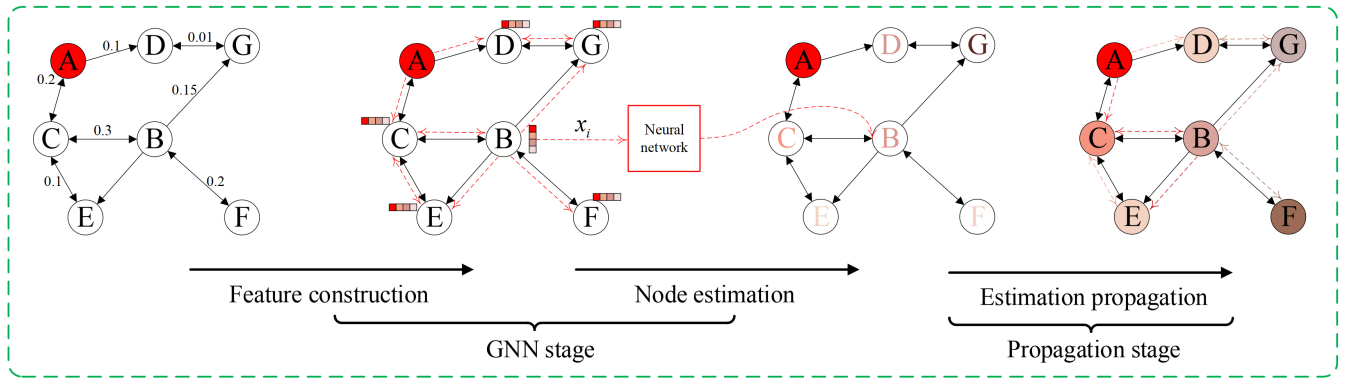 A
D
G
C
B
E
F
0.1
0.01
0.2
0.15
0.3
0.1
0.2
A
D
G
C
B
E
F
x_i
Neural
network
A
D
G
C
B
E
F
A
D
G
C
B
E
F
Feature construction
Node estimation
Estimation propagation
GNN stage
Propagation stage